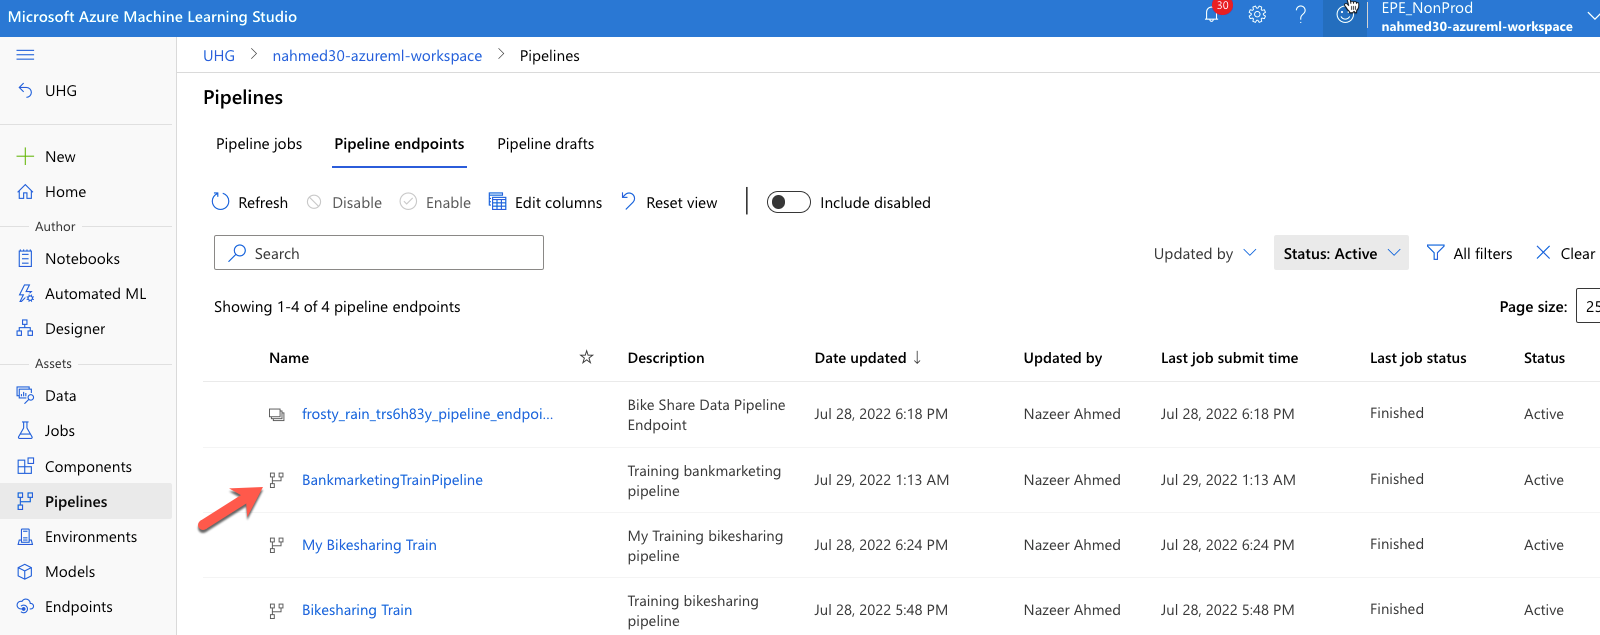 Microsoft Azure Machine Learning Studio
30
EPE_NonProd
nahmed30-azureml-workspace
UHG
UHG > nahmed30-azureml-workspace > Pipelines
Pipelines
Pipeline jobs Pipeline endpoints Pipeline drafts
New
Home
Author
Notebooks
Automated ML
Designer
Assets
Data
Jobs
Components
Pipelines
Environments
Models
Endpoints
Refresh Disable Enable Edit columns Reset view Include disabled
Search
Updated by Status: Active All filters Clear
Showing 1-4 of 4 pipeline endpoints
Page size: 25
Name Description Date updated ↓ Updated by Last job submit time Last job status Status
frosty_rain_trs6h83y_pipeline_endpoi... Bike Share Data Pipeline Jul 28, 2022 6:18 PM Nazeer Ahmed Jul 28, 2022 6:18 PM Finished Active
Endpoint
BankmarketingTrainPipeline Training bankmarketing Jul 29, 2022 1:13 AM Nazeer Ahmed Jul 29, 2022 1:13 AM Finished Active
pipeline
My Bikesharing Train My Training bikesharing Jul 28, 2022 6:24 PM Nazeer Ahmed Jul 28, 2022 6:24 PM Finished Active
pipeline
Bikesharing Train Training bikesharing Jul 28, 2022 5:48 PM Nazeer Ahmed Jul 28, 2022 5:48 PM Finished Active
pipeline